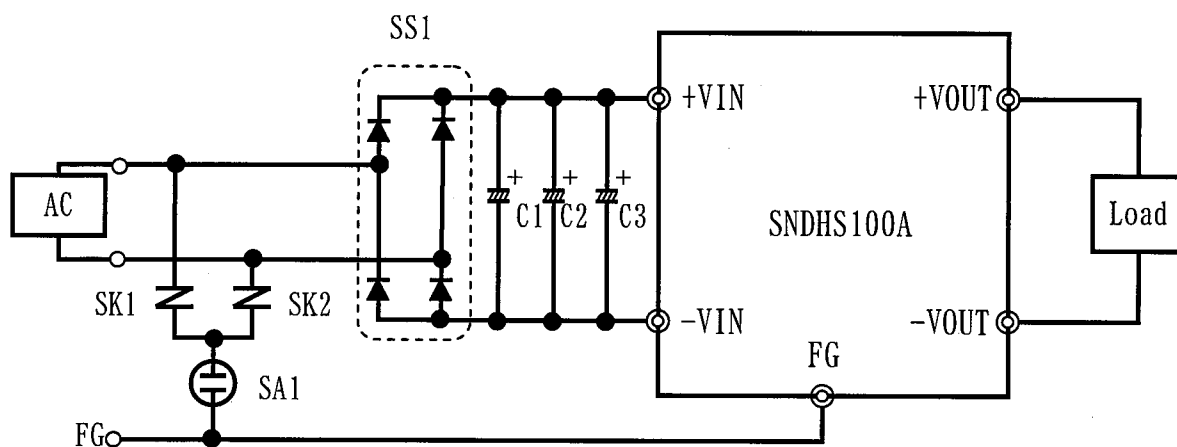 SS1
+VIN
+VOUT
AC
+
C1
+
C2
+
C3
SNDHS100A
Load
SK1
SK2
-VIN
-VOUT
FG
SA1
FG